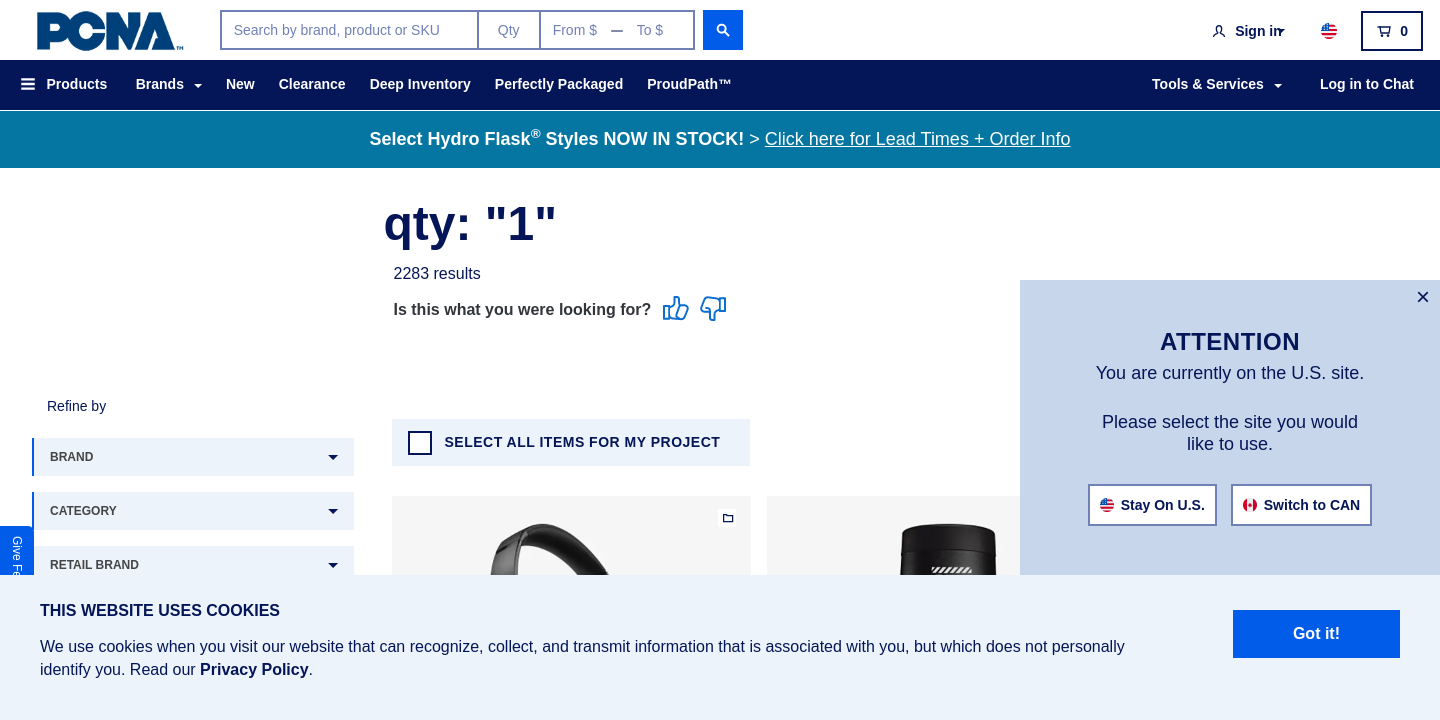 PCNA™
Search by brand, product or SKU Qty From $ — To $
Sign in 0
Products Brands New Clearance Deep Inventory Perfectly Packaged ProudPath™ Tools & Services Log in to Chat
Select Hydro Flask® Styles NOW IN STOCK! > Click here for Lead Times + Order Info
qty: "1"
2283 results
Is this what you were looking for?
×
ATTENTION
You are currently on the U.S. site.
Please select the site you would
like to use.
Stay On U.S. Switch to CAN
Refine by
SELECT ALL ITEMS FOR MY PROJECT
BRAND
CATEGORY
RETAIL BRAND
Give
THIS WEBSITE USES COOKIES
We use cookies when you visit our website that can recognize, collect, and transmit information that is associated with you, but which does not personally
identify you. Read our Privacy Policy.
Got it!